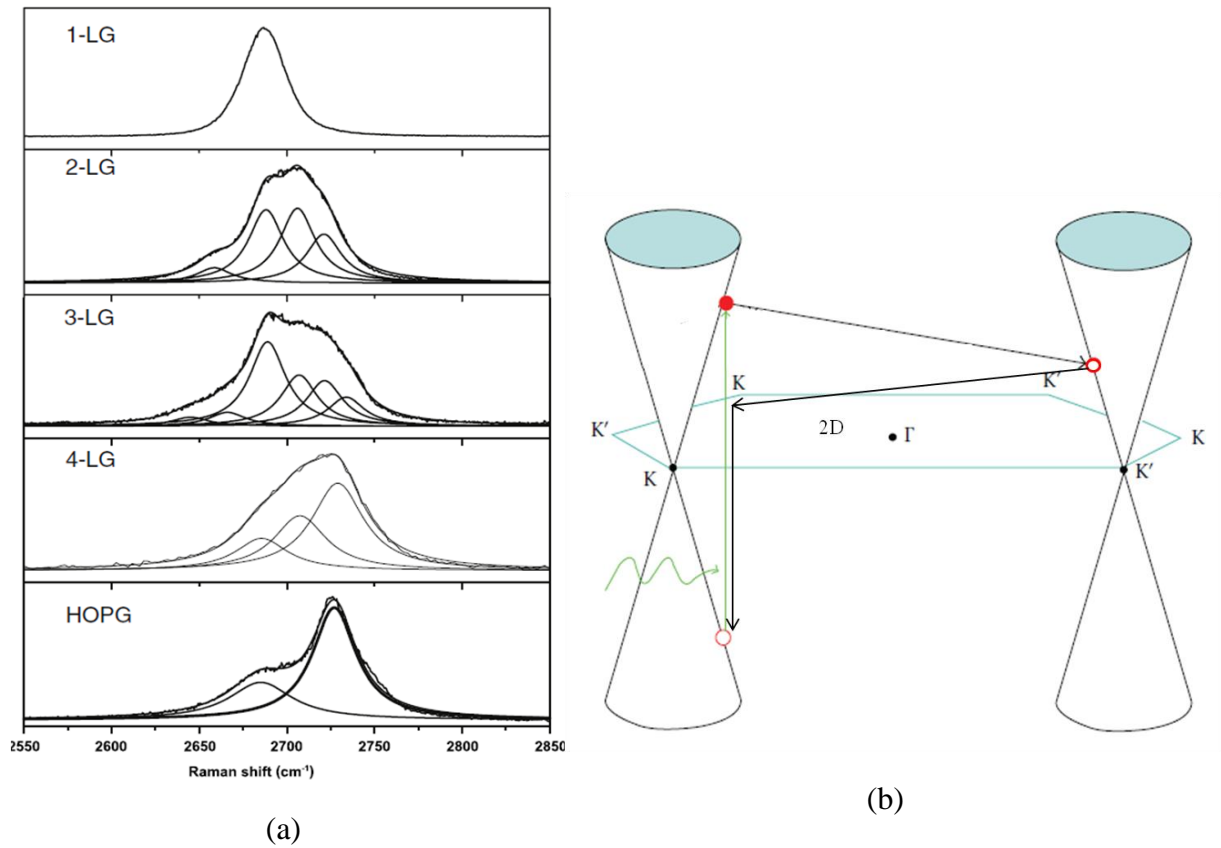 1-LG
2-LG
3-LG
4-LG
HOPG
2550 2600 2650 2700 2750 2800 2850
Raman shift (cm⁻¹)
(a)
K K′
K′ 2D Γ K
K K′
(b)